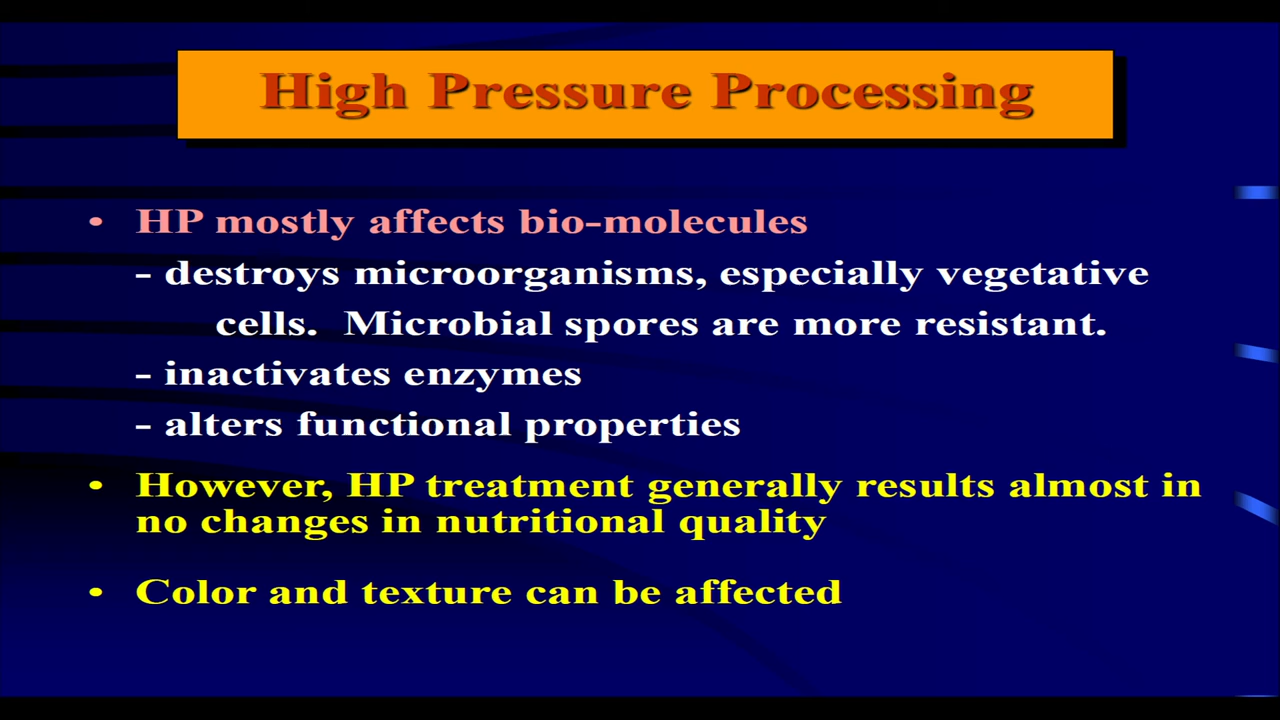 High Pressure Processing
• HP mostly affects bio-molecules
- destroys microorganisms, especially vegetative
cells. Microbial spores are more resistant.
- inactivates enzymes
- alters functional properties
• However, HP treatment generally results almost in
no changes in nutritional quality
• Color and texture can be affected